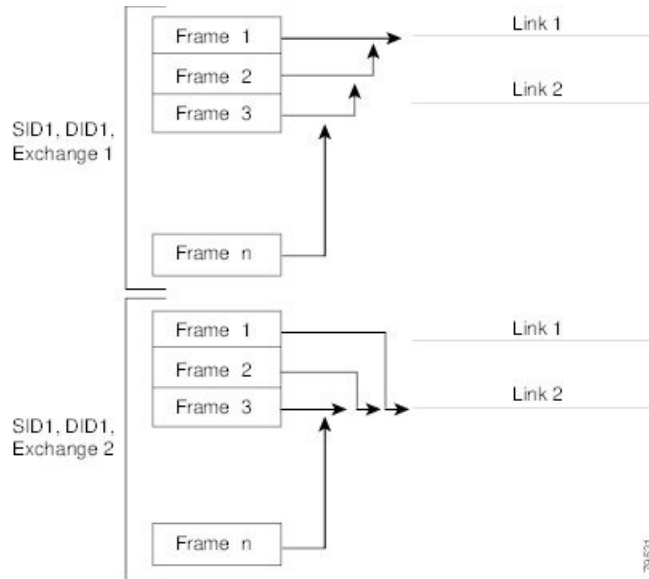 Frame 1
Link 1
Frame 2
Link 2
Frame 3
SID1, DID1,
Exchange 1
Frame n
Frame 1
Link 1
Frame 2
Link 2
Frame 3
SID1, DID1,
Exchange 2
Frame n
79531